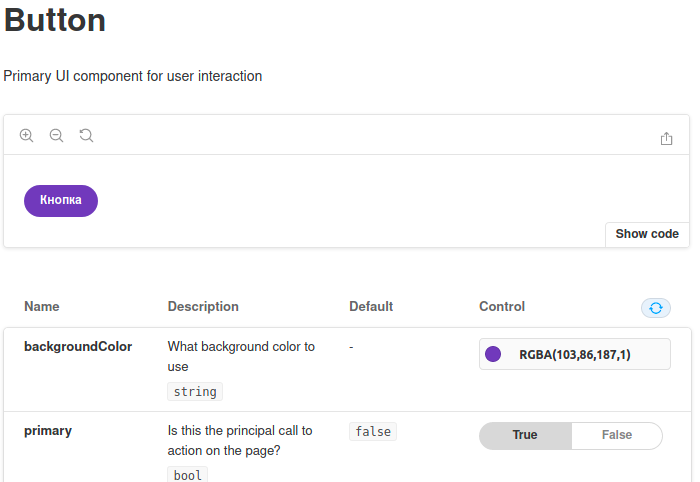 Button
Primary UI component for user interaction
Кнопка
Show code
Name Description Default Control
backgroundColor What background color to - RGBA(103,86,187,1)
use
string
primary Is this the principal call to false True False
action on the page?
bool